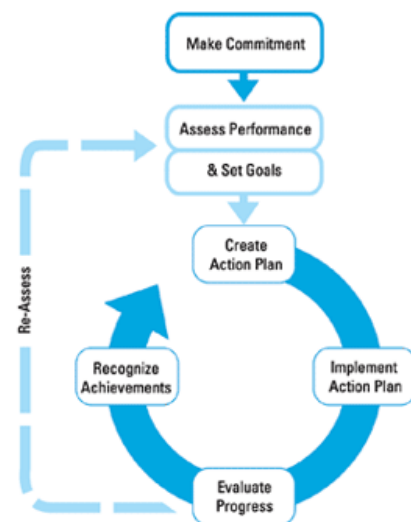 Make Commitment
Assess Performance
& Set Goals
Create
Action Plan
Re-Assess
Recognize
Achievements
Implement
Action Plan
Evaluate
Progress